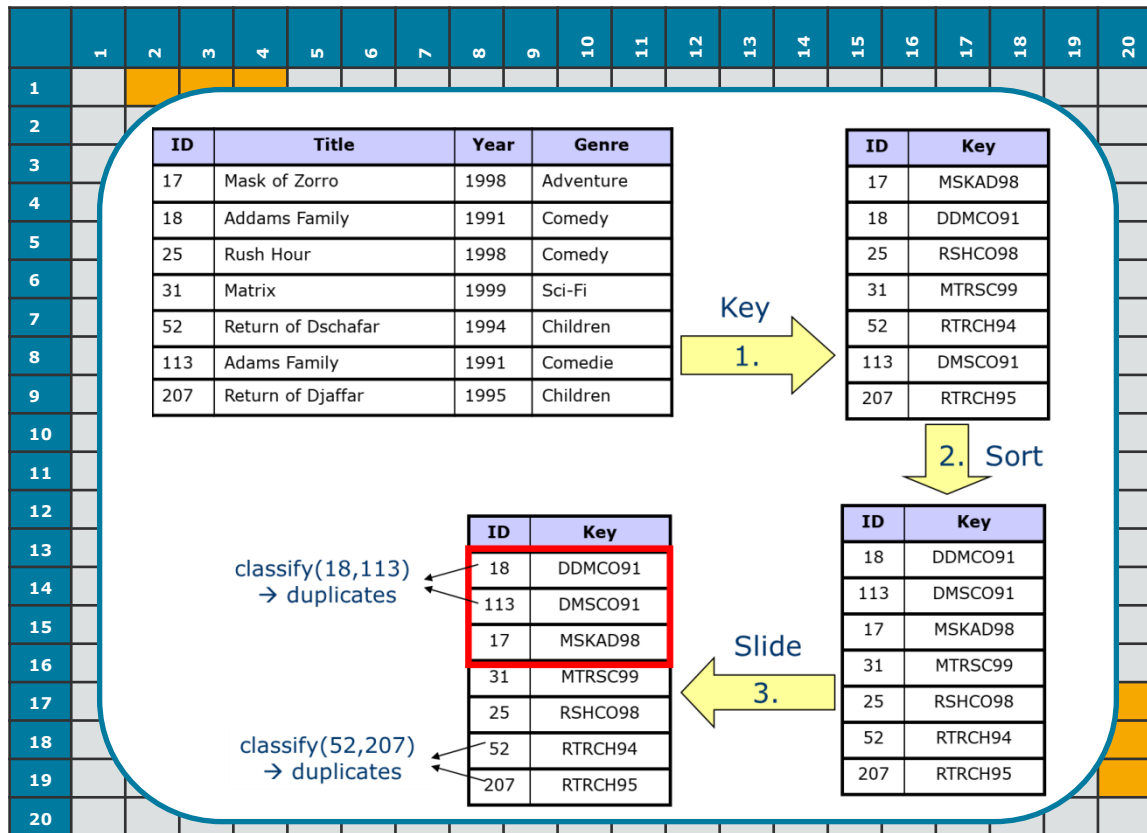 1 2 3 4 5 6 7 8 9 10 11 12 13 14 15 16 17 18 19 20
1
2
3
4
5
6
7
8
9
10
11
12
13
14
15
16
17
18
19
20
ID Title Year Genre
17 Mask of Zorro 1998 Adventure
18 Addams Family 1991 Comedy
25 Rush Hour 1998 Comedy
31 Matrix 1999 Sci-Fi
52 Return of Dschafar 1994 Children
113 Adams Family 1991 Comedie
207 Return of Djaffar 1995 Children
Key
1.
ID Key
17 MSKAD98
18 DDMCO91
25 RSHCO98
31 MTRSC99
52 RTRCH94
113 DMSCO91
207 RTRCH95
2. Sort
ID Key
18 DDMCO91
113 DMSCO91
17 MSKAD98
31 MTRSC99
25 RSHCO98
52 RTRCH94
207 RTRCH95
Slide
3.
ID Key
18 DDMCO91
113 DMSCO91
17 MSKAD98
31 MTRSC99
25 RSHCO98
52 RTRCH94
207 RTRCH95
classify(18,113)
→ duplicates
classify(52,207)
→ duplicates